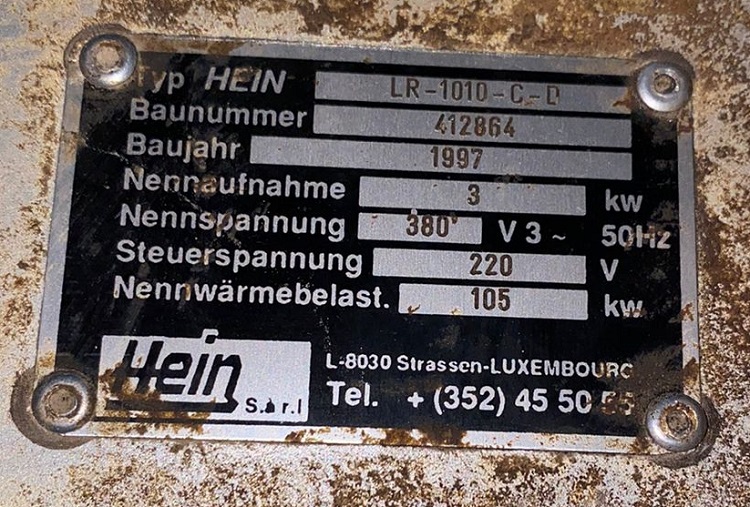 Typ HEIN LR-1010-C-D
Baunummer 412864
Baujahr 1997
Nennaufnahme 3 kw
Nennspannung 380 V 3 ~ 50Hz
Steuerspannung 220 V
Nennwärmebelast. 105 kw
Hein S.à r.l
L-8030 Strassen-LUXEMBOURG
Tel. + (352) 45 50